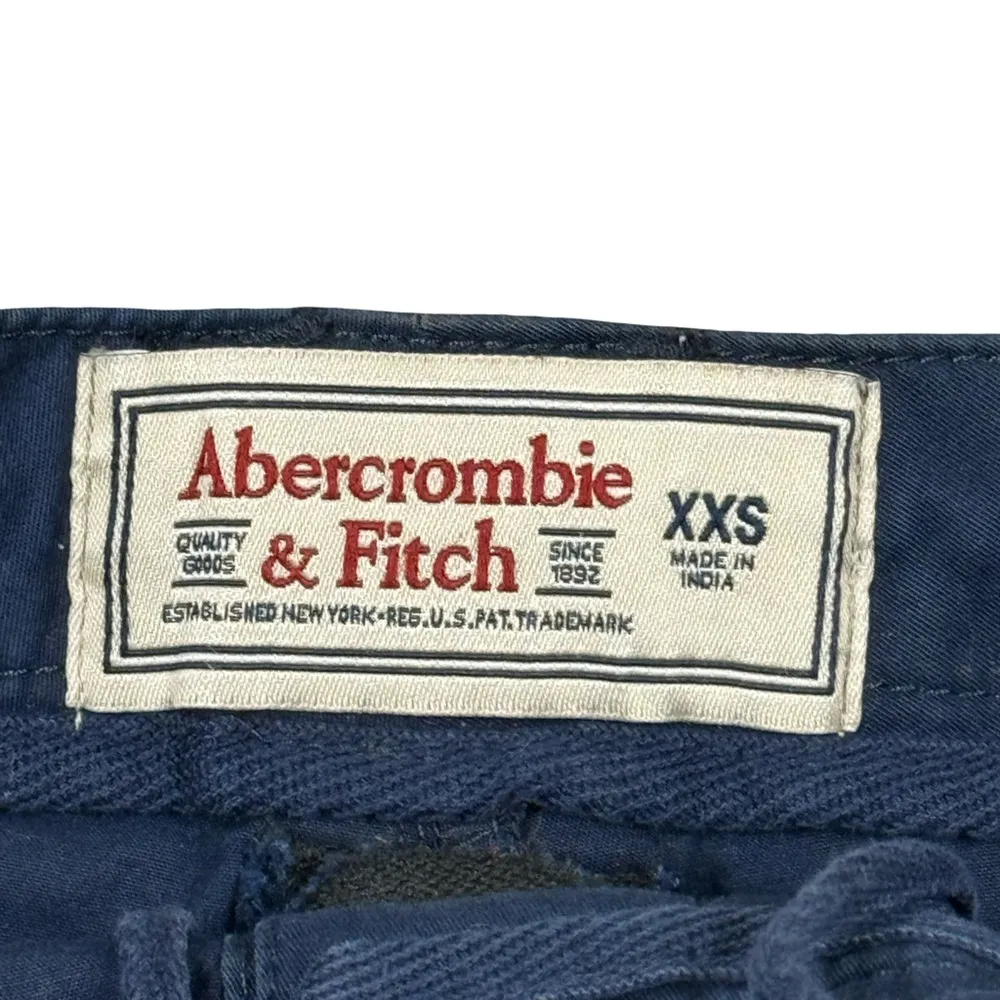 Abercrombie
& Fitch
QUALITY
GOODS
SINCE
1892
ESTABLISHED NEW YORK-REG.U.S.PAT.TRADEMARK
XXS
MADE IN
INDIA